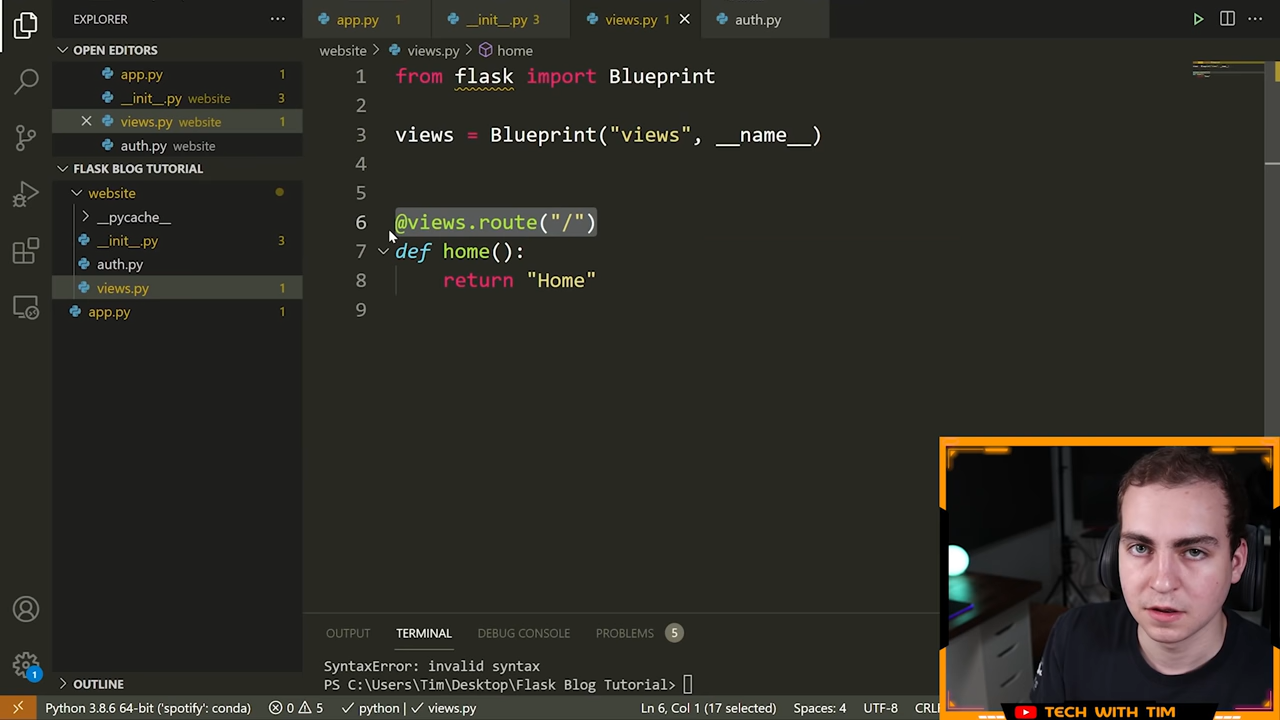 EXPLORER
OPEN EDITORS
app.py 1
__init__.py website 3
views.py website 1
auth.py website
FLASK BLOG TUTORIAL
website
__pycache__
__init__.py 3
auth.py
views.py 1
app.py 1
OUTLINE
app.py 1 __init__.py 3 views.py 1 auth.py
website > views.py > home
1 from flask import Blueprint
2
3 views = Blueprint("views", __name__)
4
5
6 @views.route("/")
7 def home():
8 return "Home"
9
OUTPUT TERMINAL DEBUG CONSOLE PROBLEMS 5
SyntaxError: invalid syntax
PS C:\Users\Tim\Desktop\Flask Blog Tutorial>
1
Python 3.8.6 64-bit ('spotify': conda) 0 5 python | views.py Ln 6, Col 1 (17 selected) Spaces: 4 UTF-8 CRL
TECH WITH TIM